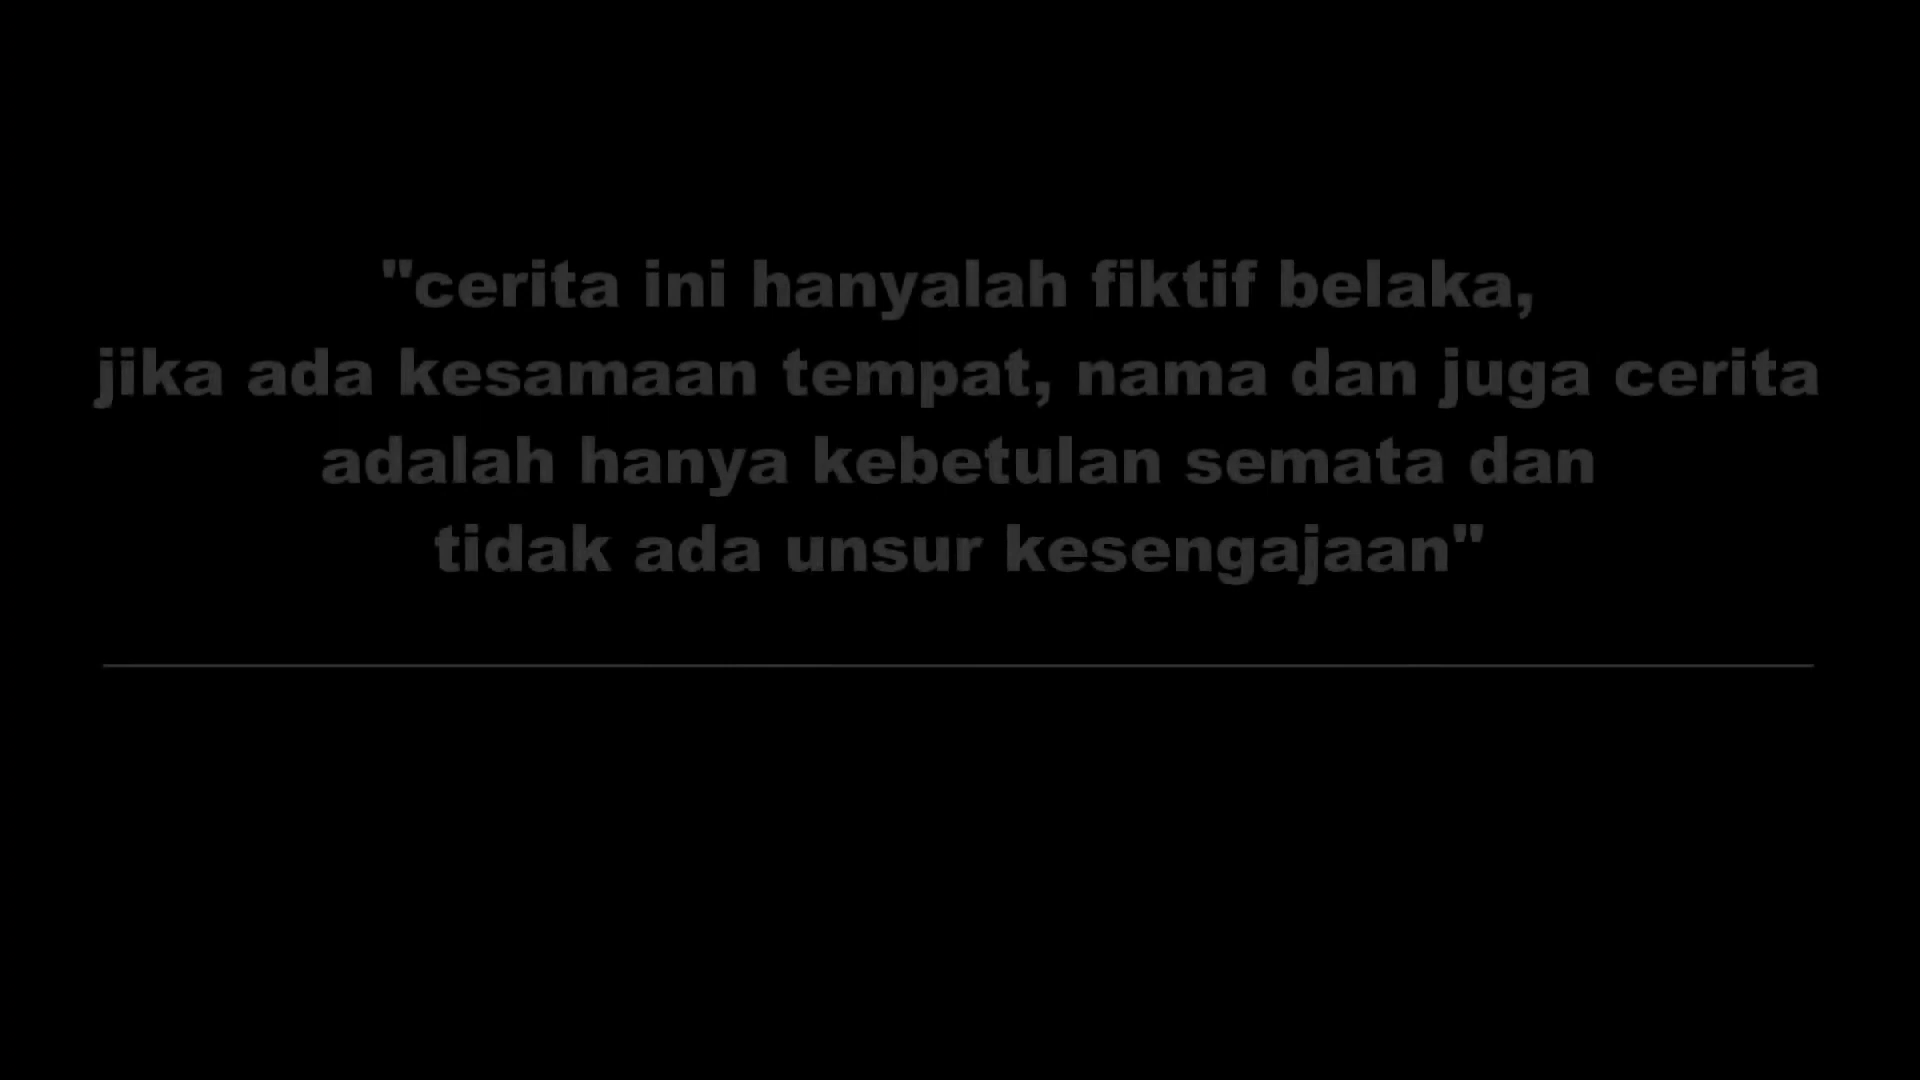 "cerita ini hanyalah fiktif belaka,
jika ada kesamaan tempat, nama dan juga cerita
adalah hanya kebetulan semata dan
tidak ada unsur kesengajaan"